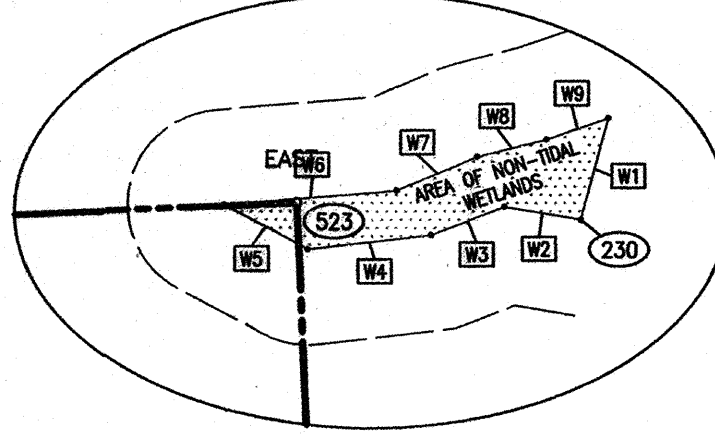 W9
W8
W7
EAST
W6
AREA OF NON-TIDAL
WETLANDS
W1
523
W5
W4
W3
W2
230